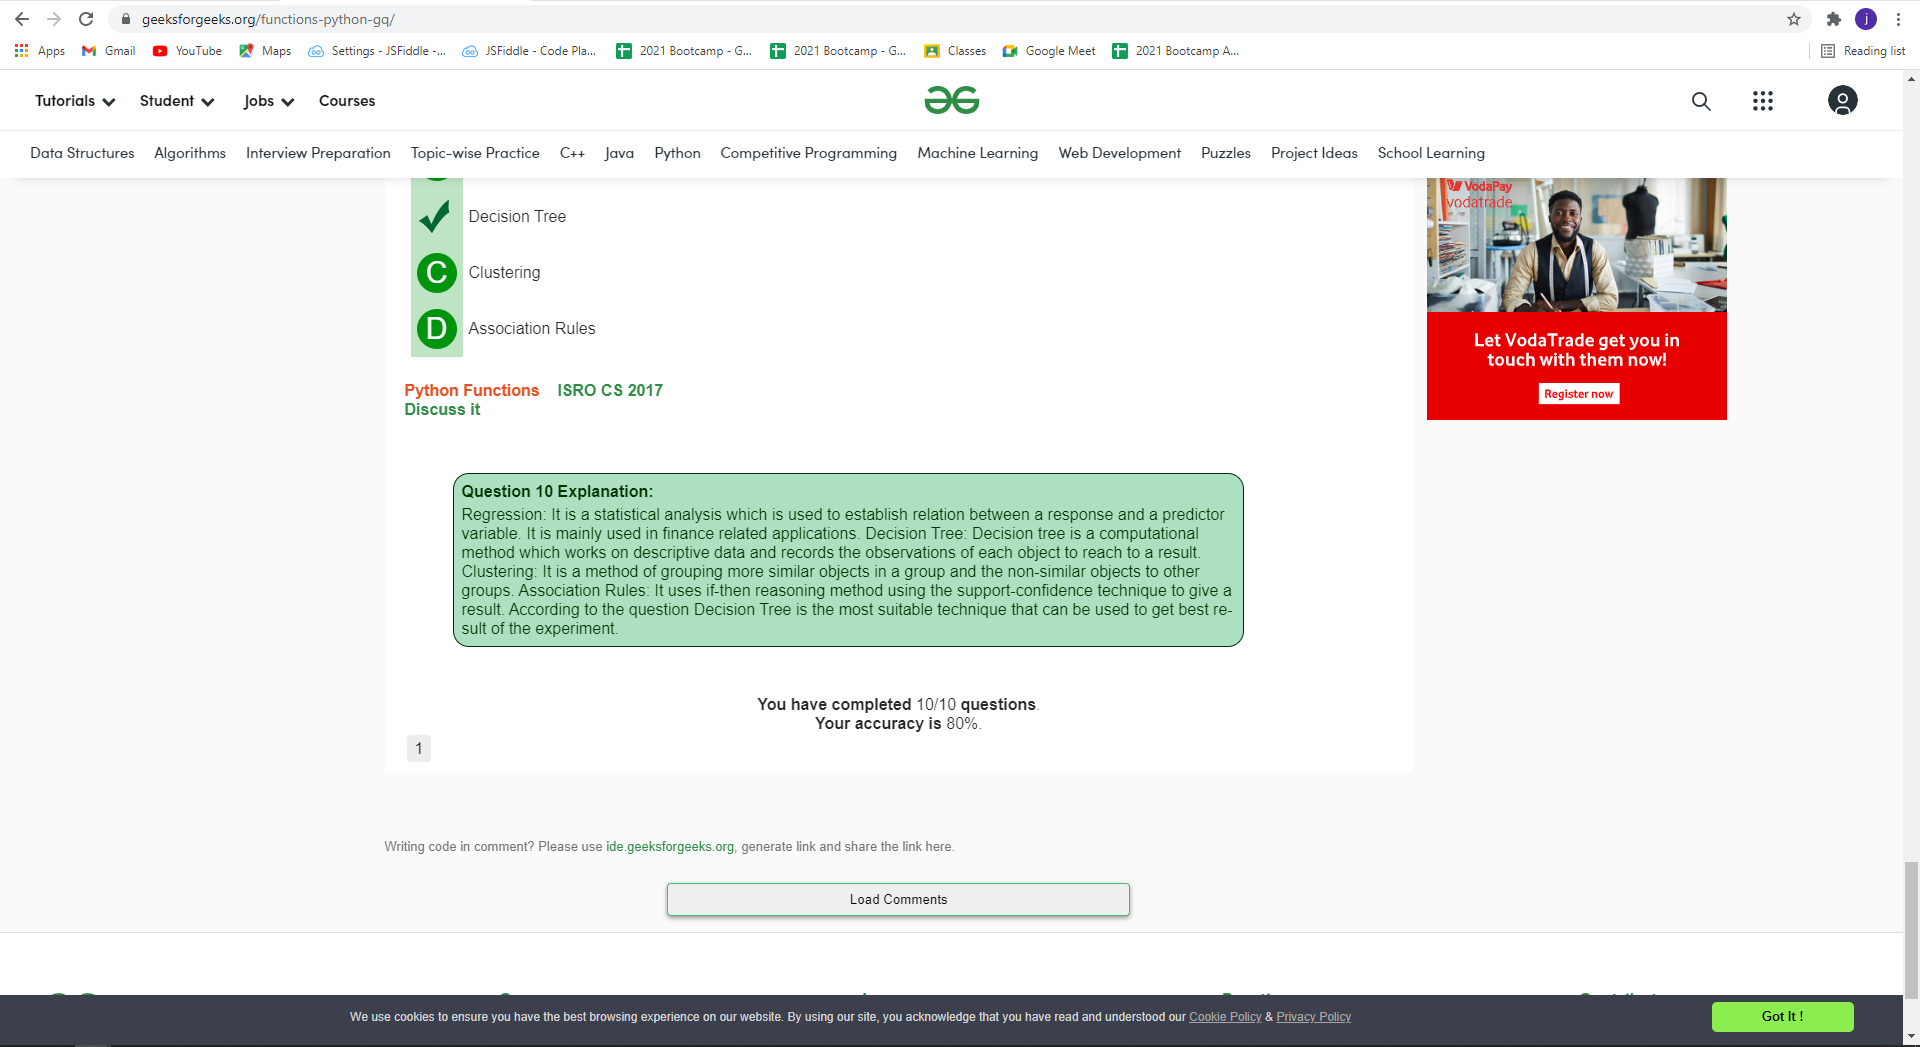 geeksforgeeks.org/functions-python-gq/
j
Apps
Gmail
YouTube
Maps
Settings - JSFiddle -...
JSFiddle - Code Pla...
2021 Bootcamp - G...
2021 Bootcamp - G...
Classes
Google Meet
2021 Bootcamp A...
Reading list
Tutorials
Student
Jobs
Courses
Data Structures
Algorithms
Interview Preparation
Topic-wise Practice
C++
Java
Python
Competitive Programming
Machine Learning
Web Development
Puzzles
Project Ideas
School Learning
Decision Tree
C Clustering
D Association Rules
Python Functions ISRO CS 2017
Discuss it
Question 10 Explanation:
Regression: It is a statistical analysis which is used to establish relation between a response and a predictor
variable. It is mainly used in finance related applications. Decision Tree: Decision tree is a computational
method which works on descriptive data and records the observations of each object to reach to a result.
Clustering: It is a method of grouping more similar objects in a group and the non-similar objects to other
groups. Association Rules: It uses if-then reasoning method using the support-confidence technique to give a
result. According to the question Decision Tree is the most suitable technique that can be used to get best re-
sult of the experiment.
You have completed 10/10 questions.
Your accuracy is 80%.
1
VodaPay
vodatrade
Let VodaTrade get you in
touch with them now!
Register now
Writing code in comment? Please use ide.geeksforgeeks.org, generate link and share the link here.
Load Comments
We use cookies to ensure you have the best browsing experience on our website. By using our site, you acknowledge that you have read and understood our Cookie Policy & Privacy Policy
Got It !